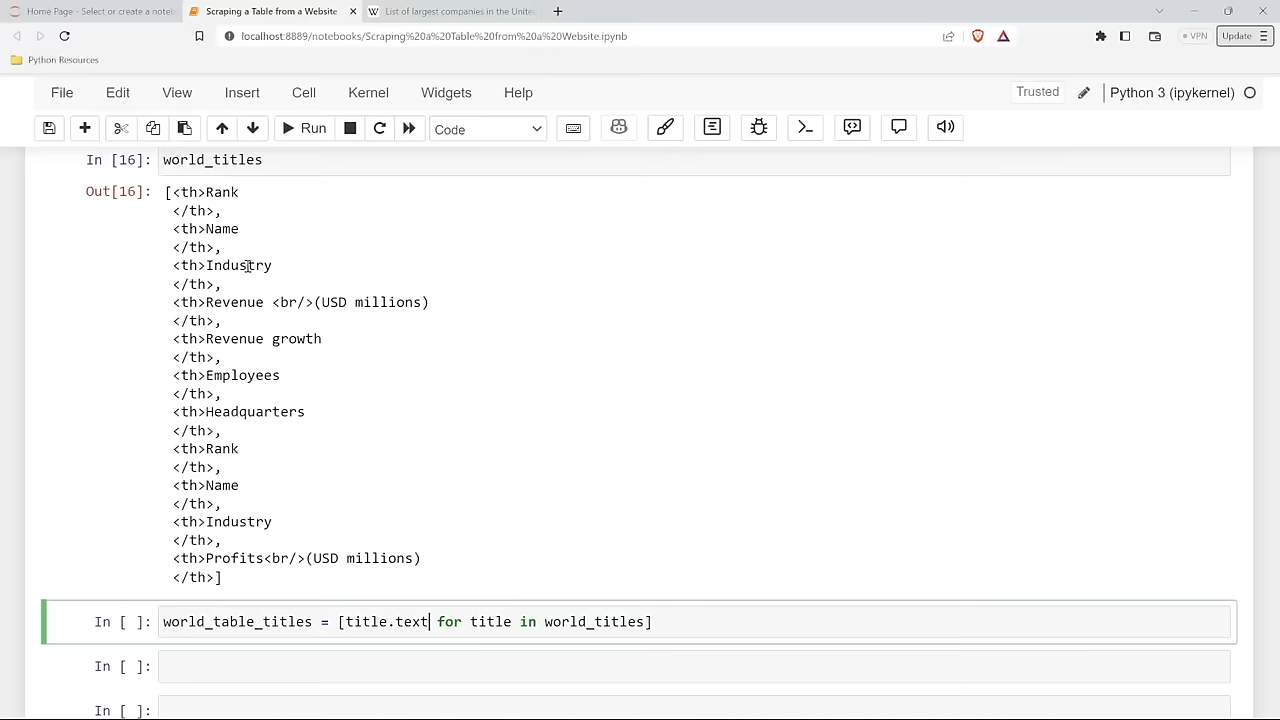 Home Page - Select or create a noteb
Scraping a Table from a Website
List of largest companies in the Unite
localhost:8889/notebooks/Scraping%20a%20Table%20from%20a%20Website.ipynb
VPN
Update
Python Resources
File Edit View Insert Cell Kernel Widgets Help
Trusted
Python 3 (ipykernel)
Run
Code
In [16]: world_titles
Out[16]: [<th>Rank
</th>,
<th>Name
</th>,
<th>Industry
</th>,
<th>Revenue <br/>(USD millions)
</th>,
<th>Revenue growth
</th>,
<th>Employees
</th>,
<th>Headquarters
</th>,
<th>Rank
</th>,
<th>Name
</th>,
<th>Industry
</th>,
<th>Profits<br/>(USD millions)
</th>]
In [ ]: world_table_titles = [title.text for title in world_titles]
In [ ]:
In [ ]: